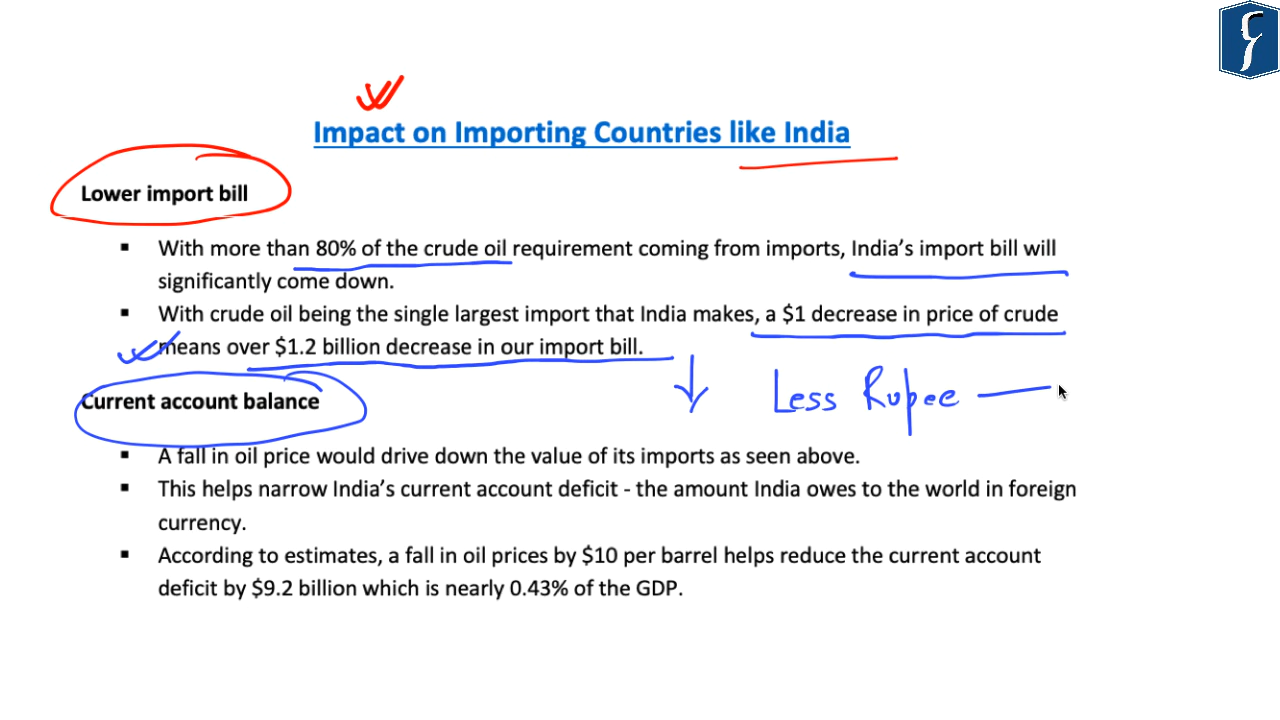 Impact on Importing Countries like India
Lower import bill
▪ With more than 80% of the crude oil requirement coming from imports, India's import bill will
significantly come down.
▪ With crude oil being the single largest import that India makes, a $1 decrease in price of crude
means over $1.2 billion decrease in our import bill.
Less Rupee —
Current account balance
▪ A fall in oil price would drive down the value of its imports as seen above.
▪ This helps narrow India's current account deficit - the amount India owes to the world in foreign
currency.
▪ According to estimates, a fall in oil prices by $10 per barrel helps reduce the current account
deficit by $9.2 billion which is nearly 0.43% of the GDP.